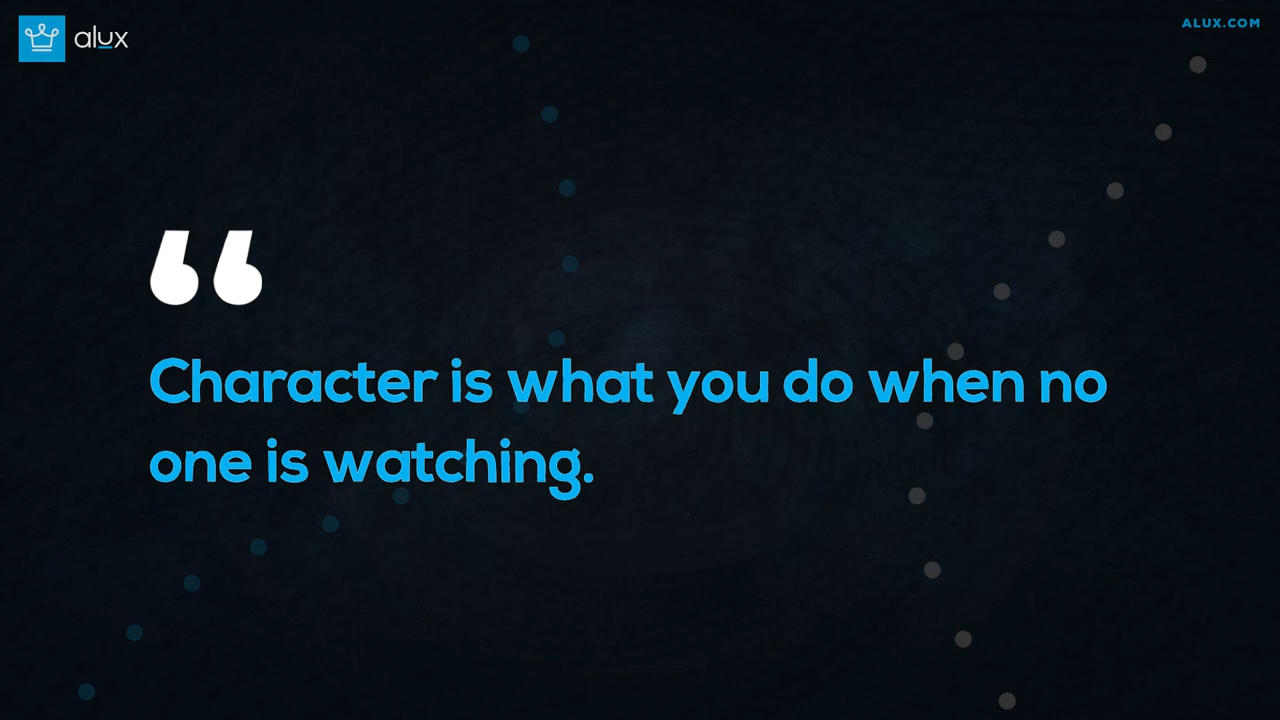 alux
ALUX.COM
“
Character is what you do when no
one is watching.